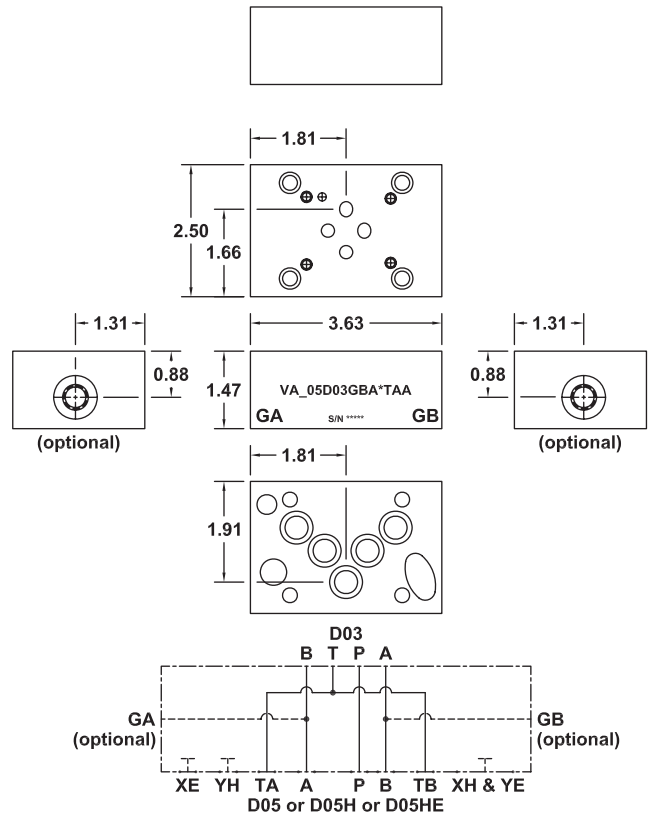 1.81
2.50
1.66
1.31
3.63
1.31
0.88
1.47
VA_05D03GBA*TAA
0.88
GA
S/N *****
GB
(optional)
(optional)
1.81
1.91
D03
B T P A
GA
(optional)
GB
(optional)
XE YH TA A P B TB XH & YE
D05 or D05H or D05HE